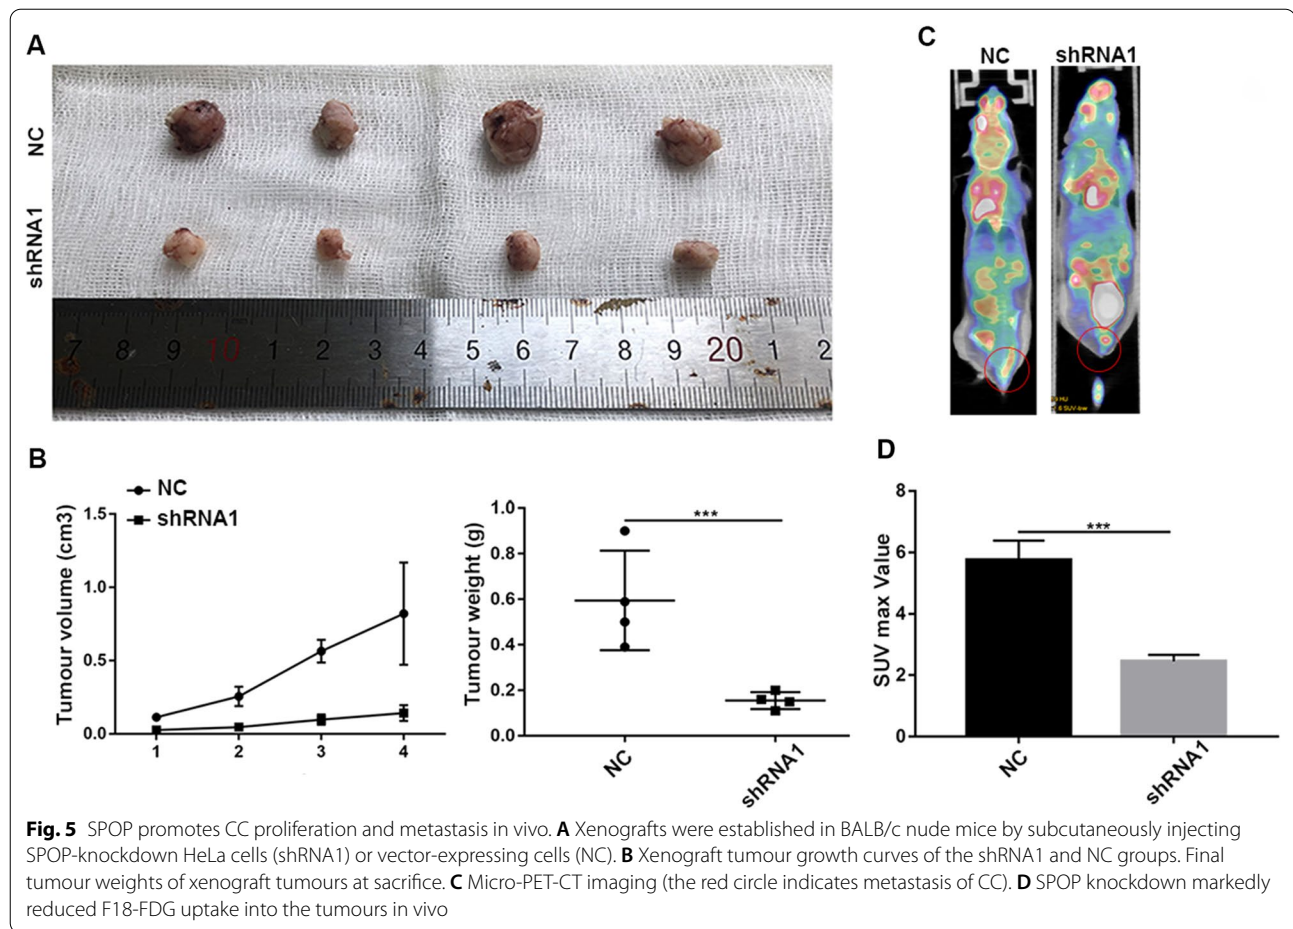 A
NC
shRNA1
7 8 9 10 1 2 3 4 5 6 7 8 9 20 1 2
C
NC shRNA1
HU
8 SUV-bw
B
NC
shRNA1
Tumour volume (cm3)
1.5
1.0
0.5
0.0
1 2 3 4
Tumour weight (g)
1.0
0.8
0.6
0.4
0.2
0.0
***
NC shRNA1
D
SUV max Value
8
6
4
2
0
***
NC shRNA1
Fig. 5 SPOP promotes CC proliferation and metastasis in vivo. A Xenografts were established in BALB/c nude mice by subcutaneously injecting
SPOP-knockdown HeLa cells (shRNA1) or vector-expressing cells (NC). B Xenograft tumour growth curves of the shRNA1 and NC groups. Final
tumour weights of xenograft tumours at sacrifice. C Micro-PET-CT imaging (the red circle indicates metastasis of CC). D SPOP knockdown markedly
reduced F18-FDG uptake into the tumours in vivo